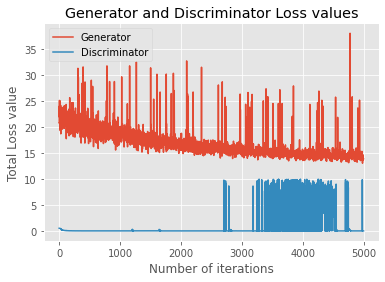 Generator and Discriminator Loss values
Generator
Discriminator
Total Loss value
35
30
25
20
15
10
5
0
0 1000 2000 3000 4000 5000
Number of iterations